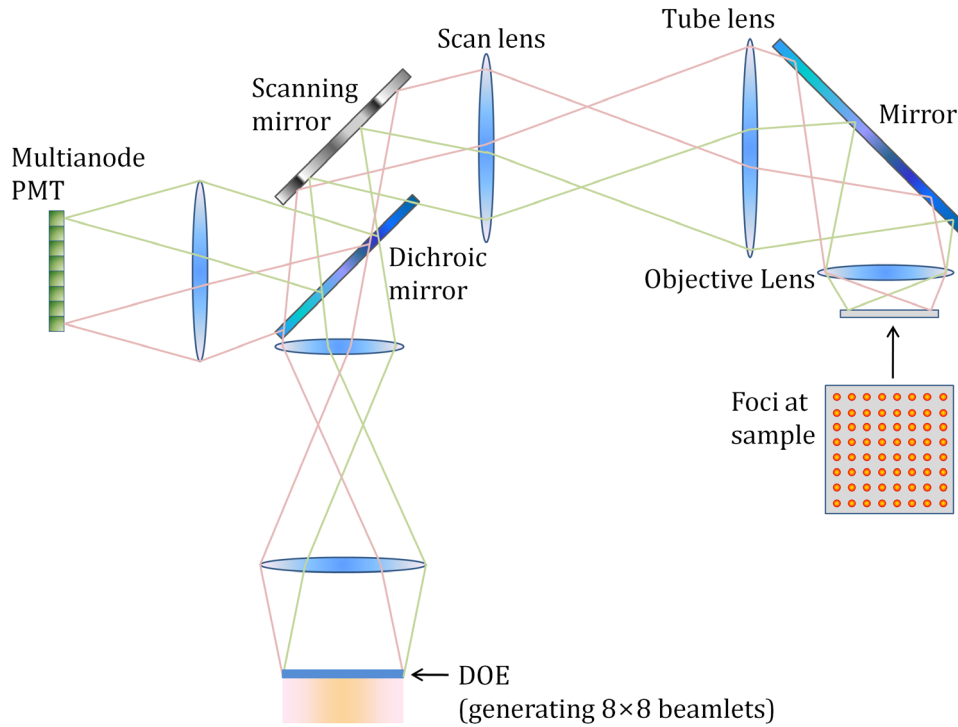 Tube lens
Scan lens
Scanning
mirror
Mirror
Multianode
PMT
Dichroic
mirror
Objective Lens
Foci at
sample
DOE
(generating 8×8 beamlets)